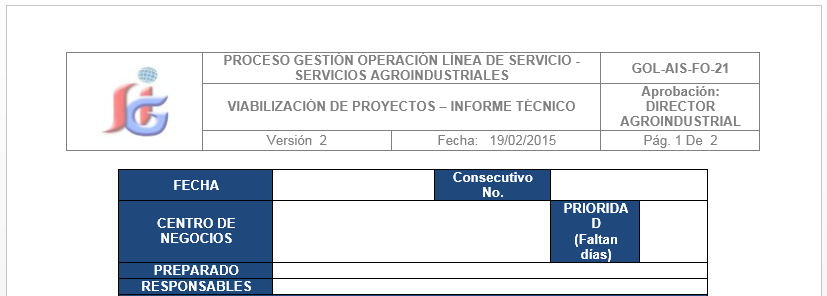 PROCESO GESTIÓN OPERACIÓN LÍNEA DE SERVICIO -
SERVICIOS AGROINDUSTRIALES
GOL-AIS-FO-21
VIABILIZACIÓN DE PROYECTOS – INFORME TÉCNICO
Aprobación:
DIRECTOR
AGROINDUSTRIAL
Versión 2
Fecha: 19/02/2015
Pág. 1 De 2
FECHA
Consecutivo
No.
CENTRO DE
NEGOCIOS
PRIORIDA
D
(Faltan
días)
PREPARADO
RESPONSABLES